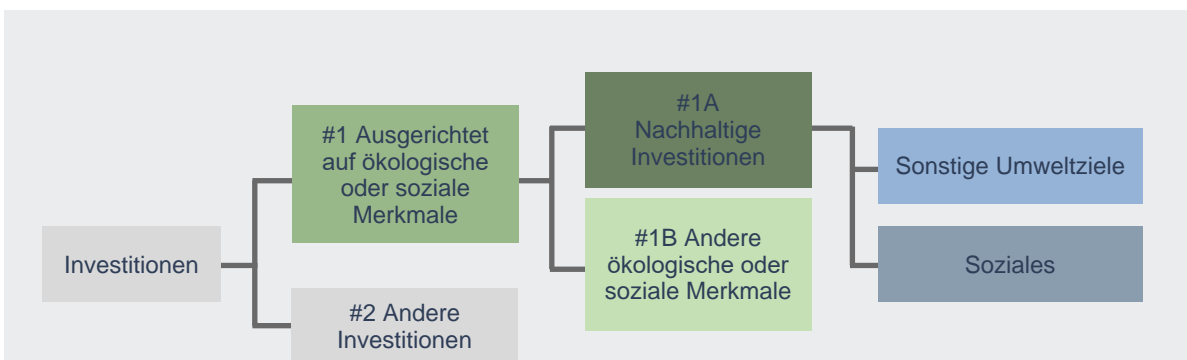 Investitionen
#1 Ausgerichtet
auf ökologische
oder soziale
Merkmale
#2 Andere
Investitionen
#1A
Nachhaltige
Investitionen
#1B Andere
ökologische oder
soziale Merkmale
Sonstige Umweltziele
Soziales